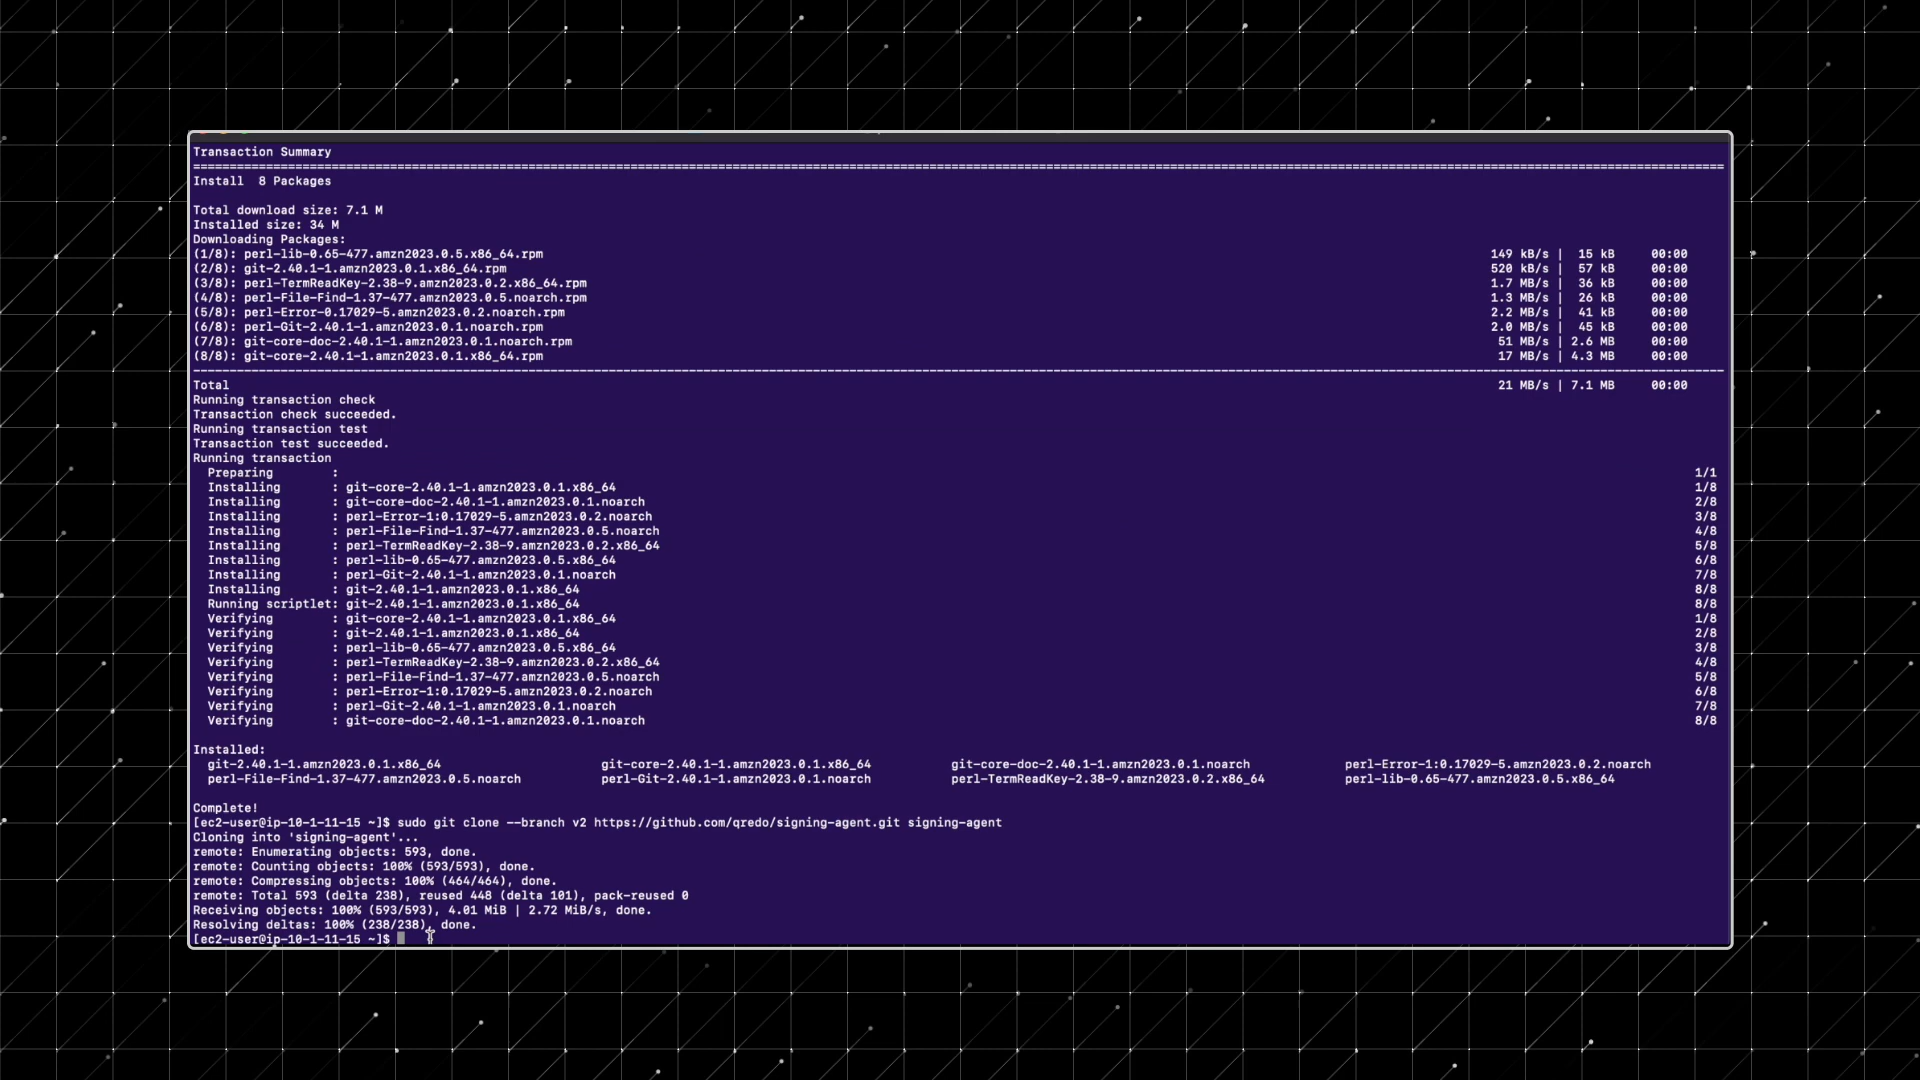 Transaction Summary
================================================================================
Install  8 Packages
Total download size: 7.1 M
Installed size: 34 M
Downloading Packages:
(1/8): perl-lib-0.65-477.amzn2023.0.5.x86_64.rpm 149 kB/s | 15 kB 00:00
(2/8): git-2.40.1-1.amzn2023.0.1.x86_64.rpm 520 kB/s | 57 kB 00:00
(3/8): perl-TermReadKey-2.38-9.amzn2023.0.2.x86_64.rpm 1.7 MB/s | 36 kB 00:00
(4/8): perl-File-Find-1.37-477.amzn2023.0.5.noarch.rpm 1.3 MB/s | 26 kB 00:00
(5/8): perl-Error-0.17029-5.amzn2023.0.2.noarch.rpm 2.2 MB/s | 41 kB 00:00
(6/8): perl-Git-2.40.1-1.amzn2023.0.1.noarch.rpm 2.0 MB/s | 45 kB 00:00
(7/8): git-core-doc-2.40.1-1.amzn2023.0.1.noarch.rpm 51 MB/s | 2.6 MB 00:00
(8/8): git-core-2.40.1-1.amzn2023.0.1.x86_64.rpm 17 MB/s | 4.3 MB 00:00
--------------------------------------------------------------------------------
Total 21 MB/s | 7.1 MB 00:00
Running transaction check
Transaction check succeeded.
Running transaction test
Transaction test succeeded.
Running transaction
Preparing : 1/1
Installing : git-core-2.40.1-1.amzn2023.0.1.x86_64 1/8
Installing : git-core-doc-2.40.1-1.amzn2023.0.1.noarch 2/8
Installing : perl-Error-1:0.17029-5.amzn2023.0.2.noarch 3/8
Installing : perl-File-Find-1.37-477.amzn2023.0.5.noarch 4/8
Installing : perl-TermReadKey-2.38-9.amzn2023.0.2.x86_64 5/8
Installing : perl-lib-0.65-477.amzn2023.0.5.x86_64 6/8
Installing : perl-Git-2.40.1-1.amzn2023.0.1.noarch 7/8
Installing : git-2.40.1-1.amzn2023.0.1.x86_64 8/8
Running scriptlet: git-2.40.1-1.amzn2023.0.1.x86_64 8/8
Verifying : git-core-2.40.1-1.amzn2023.0.1.x86_64 1/8
Verifying : git-2.40.1-1.amzn2023.0.1.x86_64 2/8
Verifying : perl-lib-0.65-477.amzn2023.0.5.x86_64 3/8
Verifying : perl-TermReadKey-2.38-9.amzn2023.0.2.x86_64 4/8
Verifying : perl-File-Find-1.37-477.amzn2023.0.5.noarch 5/8
Verifying : perl-Error-1:0.17029-5.amzn2023.0.2.noarch 6/8
Verifying : perl-Git-2.40.1-1.amzn2023.0.1.noarch 7/8
Verifying : git-core-doc-2.40.1-1.amzn2023.0.1.noarch 8/8
Installed:
git-2.40.1-1.amzn2023.0.1.x86_64 git-core-2.40.1-1.amzn2023.0.1.x86_64 git-core-doc-2.40.1-1.amzn2023.0.1.noarch perl-Error-1:0.17029-5.amzn2023.0.2.noarch
perl-File-Find-1.37-477.amzn2023.0.5.noarch perl-Git-2.40.1-1.amzn2023.0.1.noarch perl-TermReadKey-2.38-9.amzn2023.0.2.x86_64 perl-lib-0.65-477.amzn2023.0.5.x86_64
Complete!
[ec2-user@ip-10-1-11-15 ~]$ sudo git clone --branch v2 https://github.com/qredo/signing-agent.git signing-agent
Cloning into 'signing-agent'...
remote: Enumerating objects: 593, done.
remote: Counting objects: 100% (593/593), done.
remote: Compressing objects: 100% (464/464), done.
remote: Total 593 (delta 238), reused 448 (delta 101), pack-reused 0
Receiving objects: 100% (593/593), 4.01 MiB | 2.72 MiB/s, done.
Resolving deltas: 100% (238/238), done.
[ec2-user@ip-10-1-11-15 ~]$